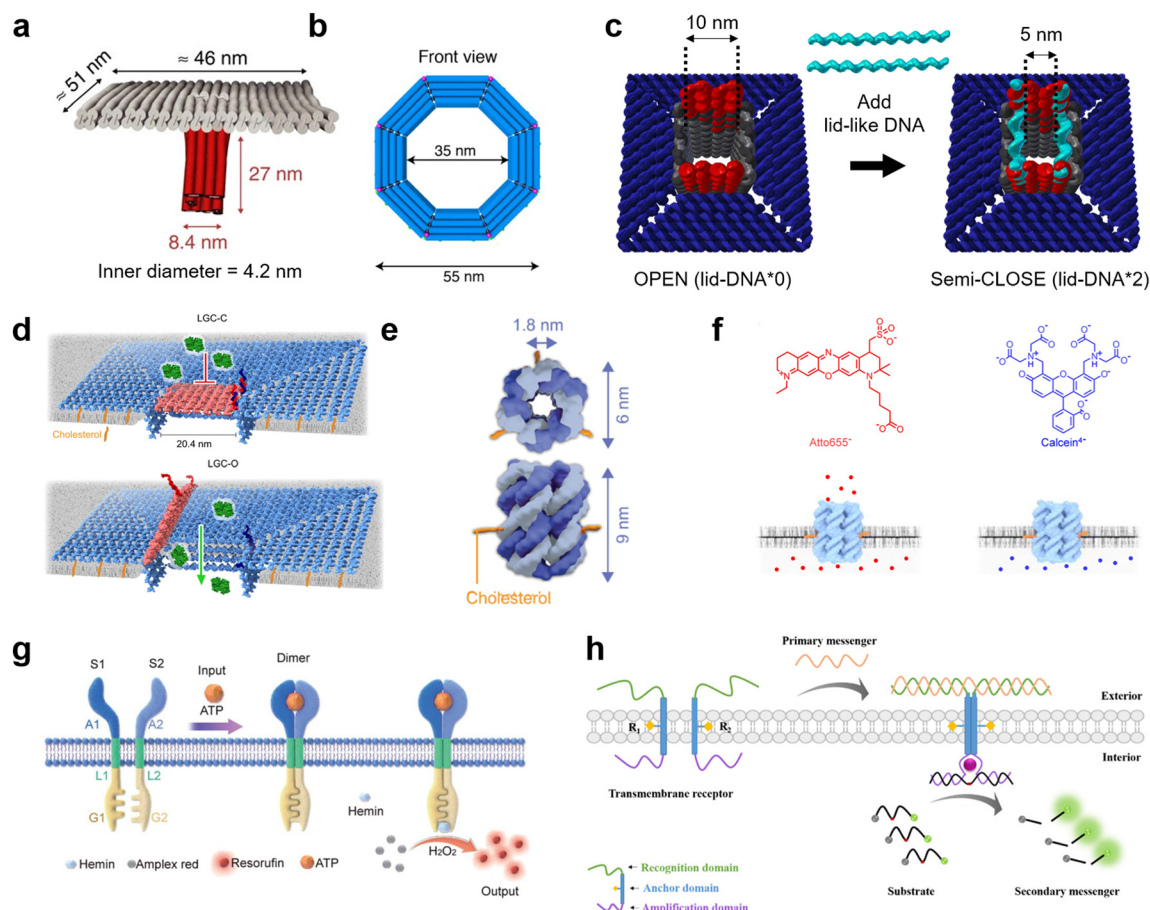 a
≈ 46 nm
≈ 51 nm
27 nm
8.4 nm
Inner diameter = 4.2 nm
b
Front view
35 nm
55 nm
c
10 nm
5 nm
Add
lid-like DNA
OPEN (lid-DNA*0)
Semi-CLOSE (lid-DNA*2)
d
LGC-C
Cholesterol
20.4 nm
LGC-O
e
1.8 nm
6 nm
9 nm
Cholesterol
f
Atto655⁻
Calcein⁴⁻
g
S1
S2
Input
ATP
Dimer
A1
A2
L1
L2
G1
G2
Hemin
H₂O₂
Hemin
Amplex red
Resorufin
ATP
Output
h
Primary messenger
Exterior
R₁
R₂
Interior
Transmembrane receptor
Recognition domain
Anchor domain
Amplification domain
Substrate
Secondary messenger